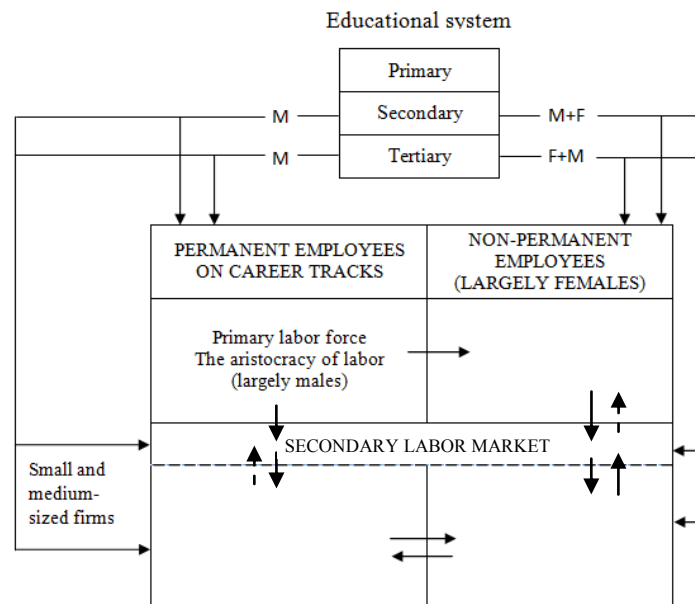 Educational system
Primary
M
Secondary
M+F
M
Tertiary
F+M
PERMANENT EMPLOYEES
ON CAREER TRACKS
NON-PERMANENT
EMPLOYEES
(LARGELY FEMALES)
Primary labor force
The aristocracy of labor
(largely males)
SECONDARY LABOR MARKET
Small and
medium-
sized firms